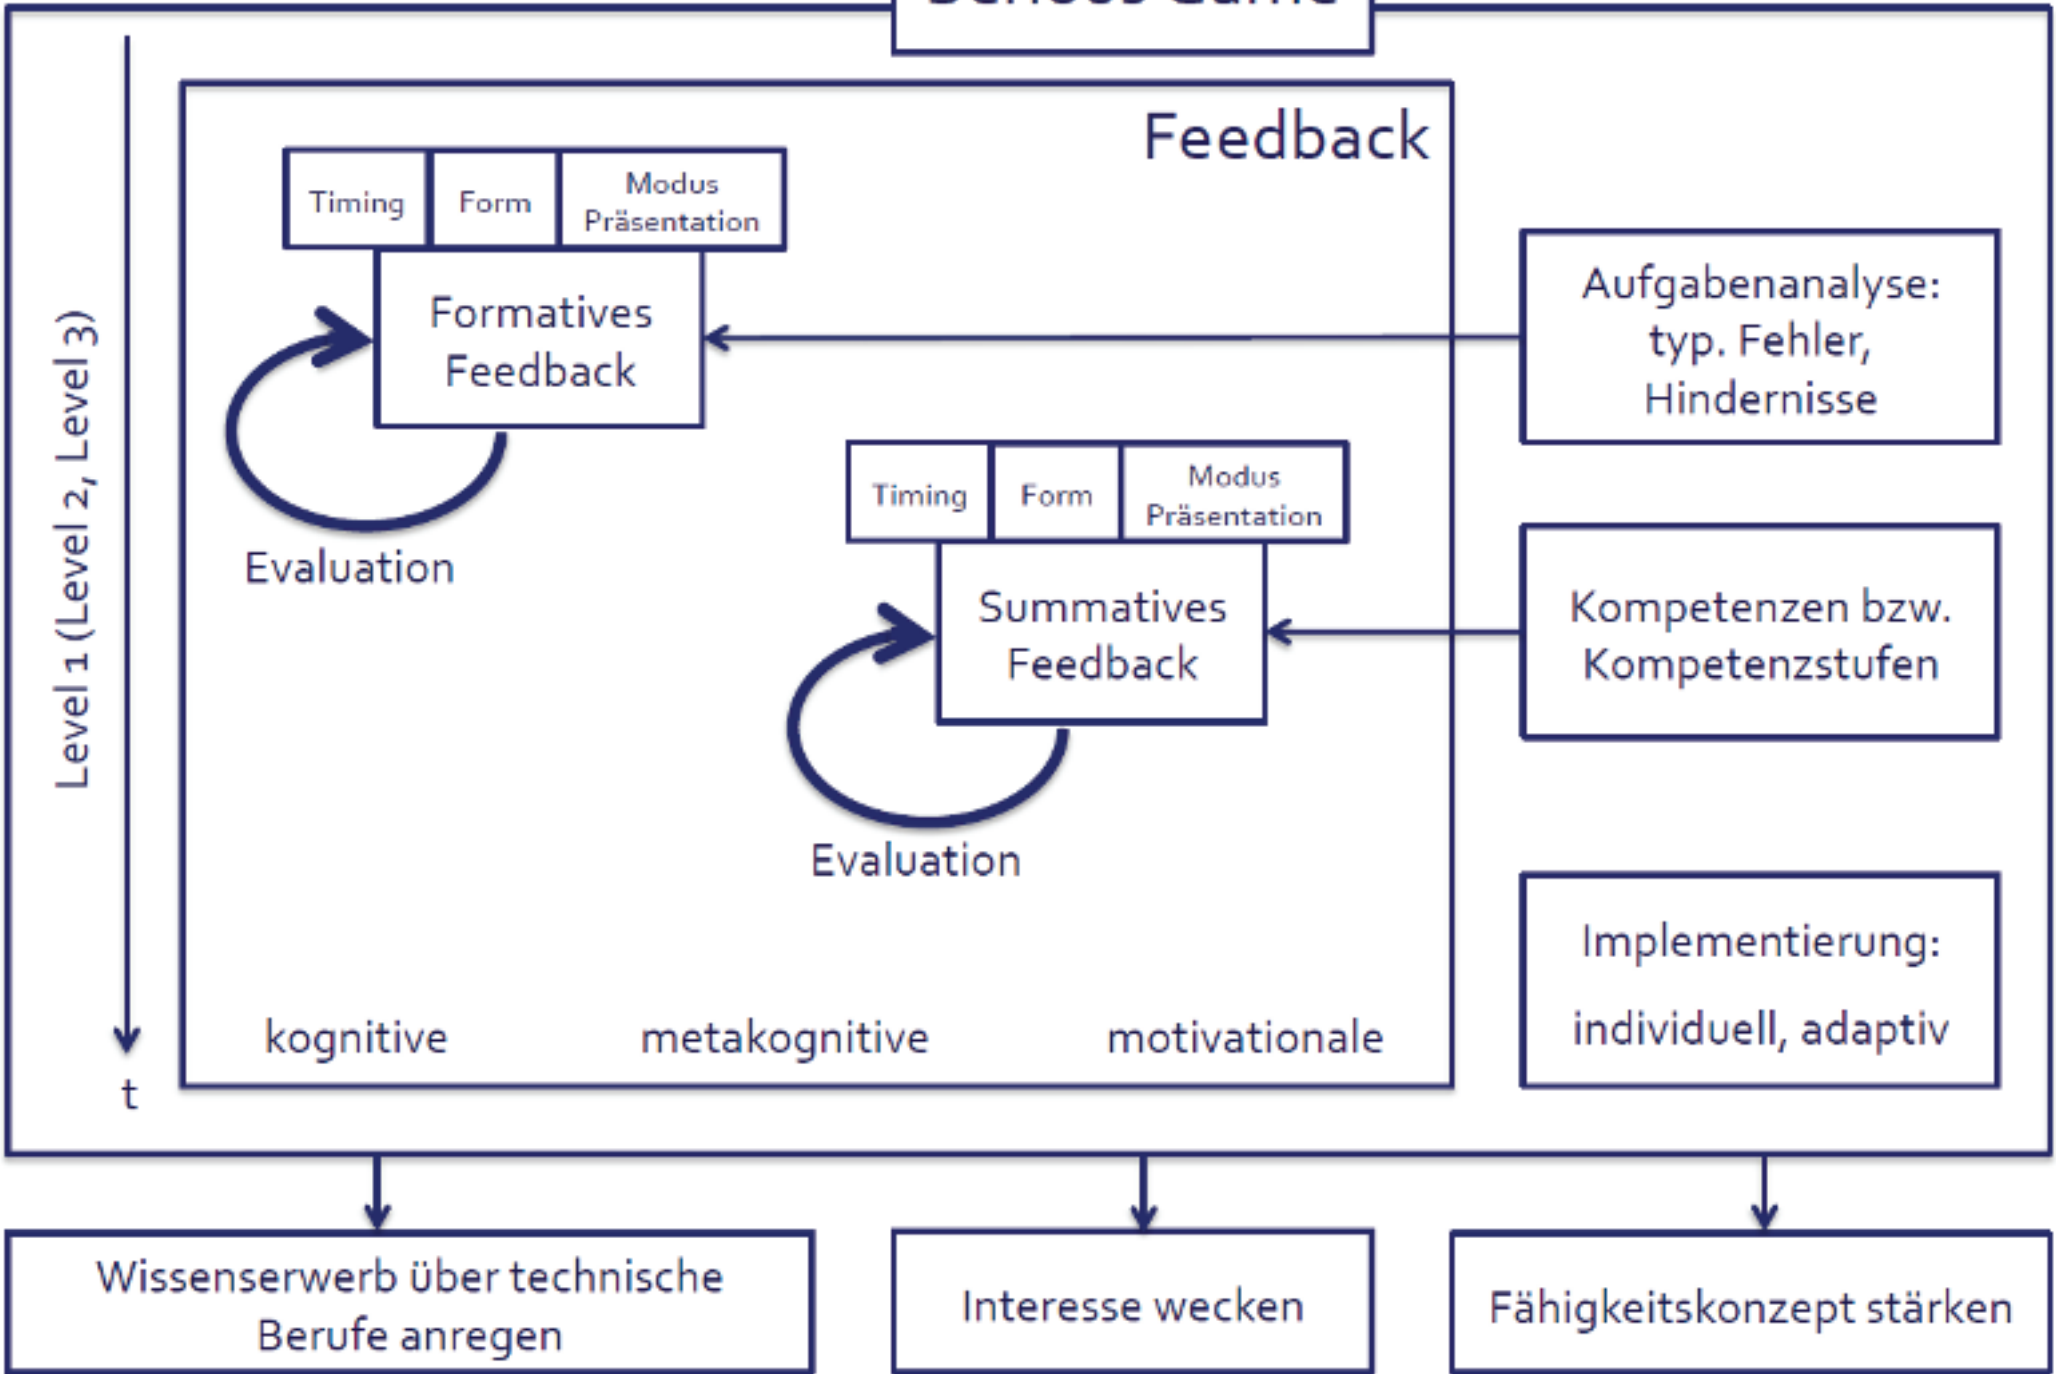 Serious Game
Feedback
Timing
Form
Modus
Präsentation
Formatives
Feedback
Evaluation
Aufgabenanalyse:
typ. Fehler,
Hindernisse
Timing
Form
Modus
Präsentation
Summatives
Feedback
Evaluation
Kompetenzen bzw.
Kompetenzstufen
Implementierung:
individuell, adaptiv
Level 1 (Level 2, Level 3)
t
kognitive
metakognitive
motivationale
Wissenserwerb über technische
Berufe anregen
Interesse wecken
Fähigkeitskonzept stärken